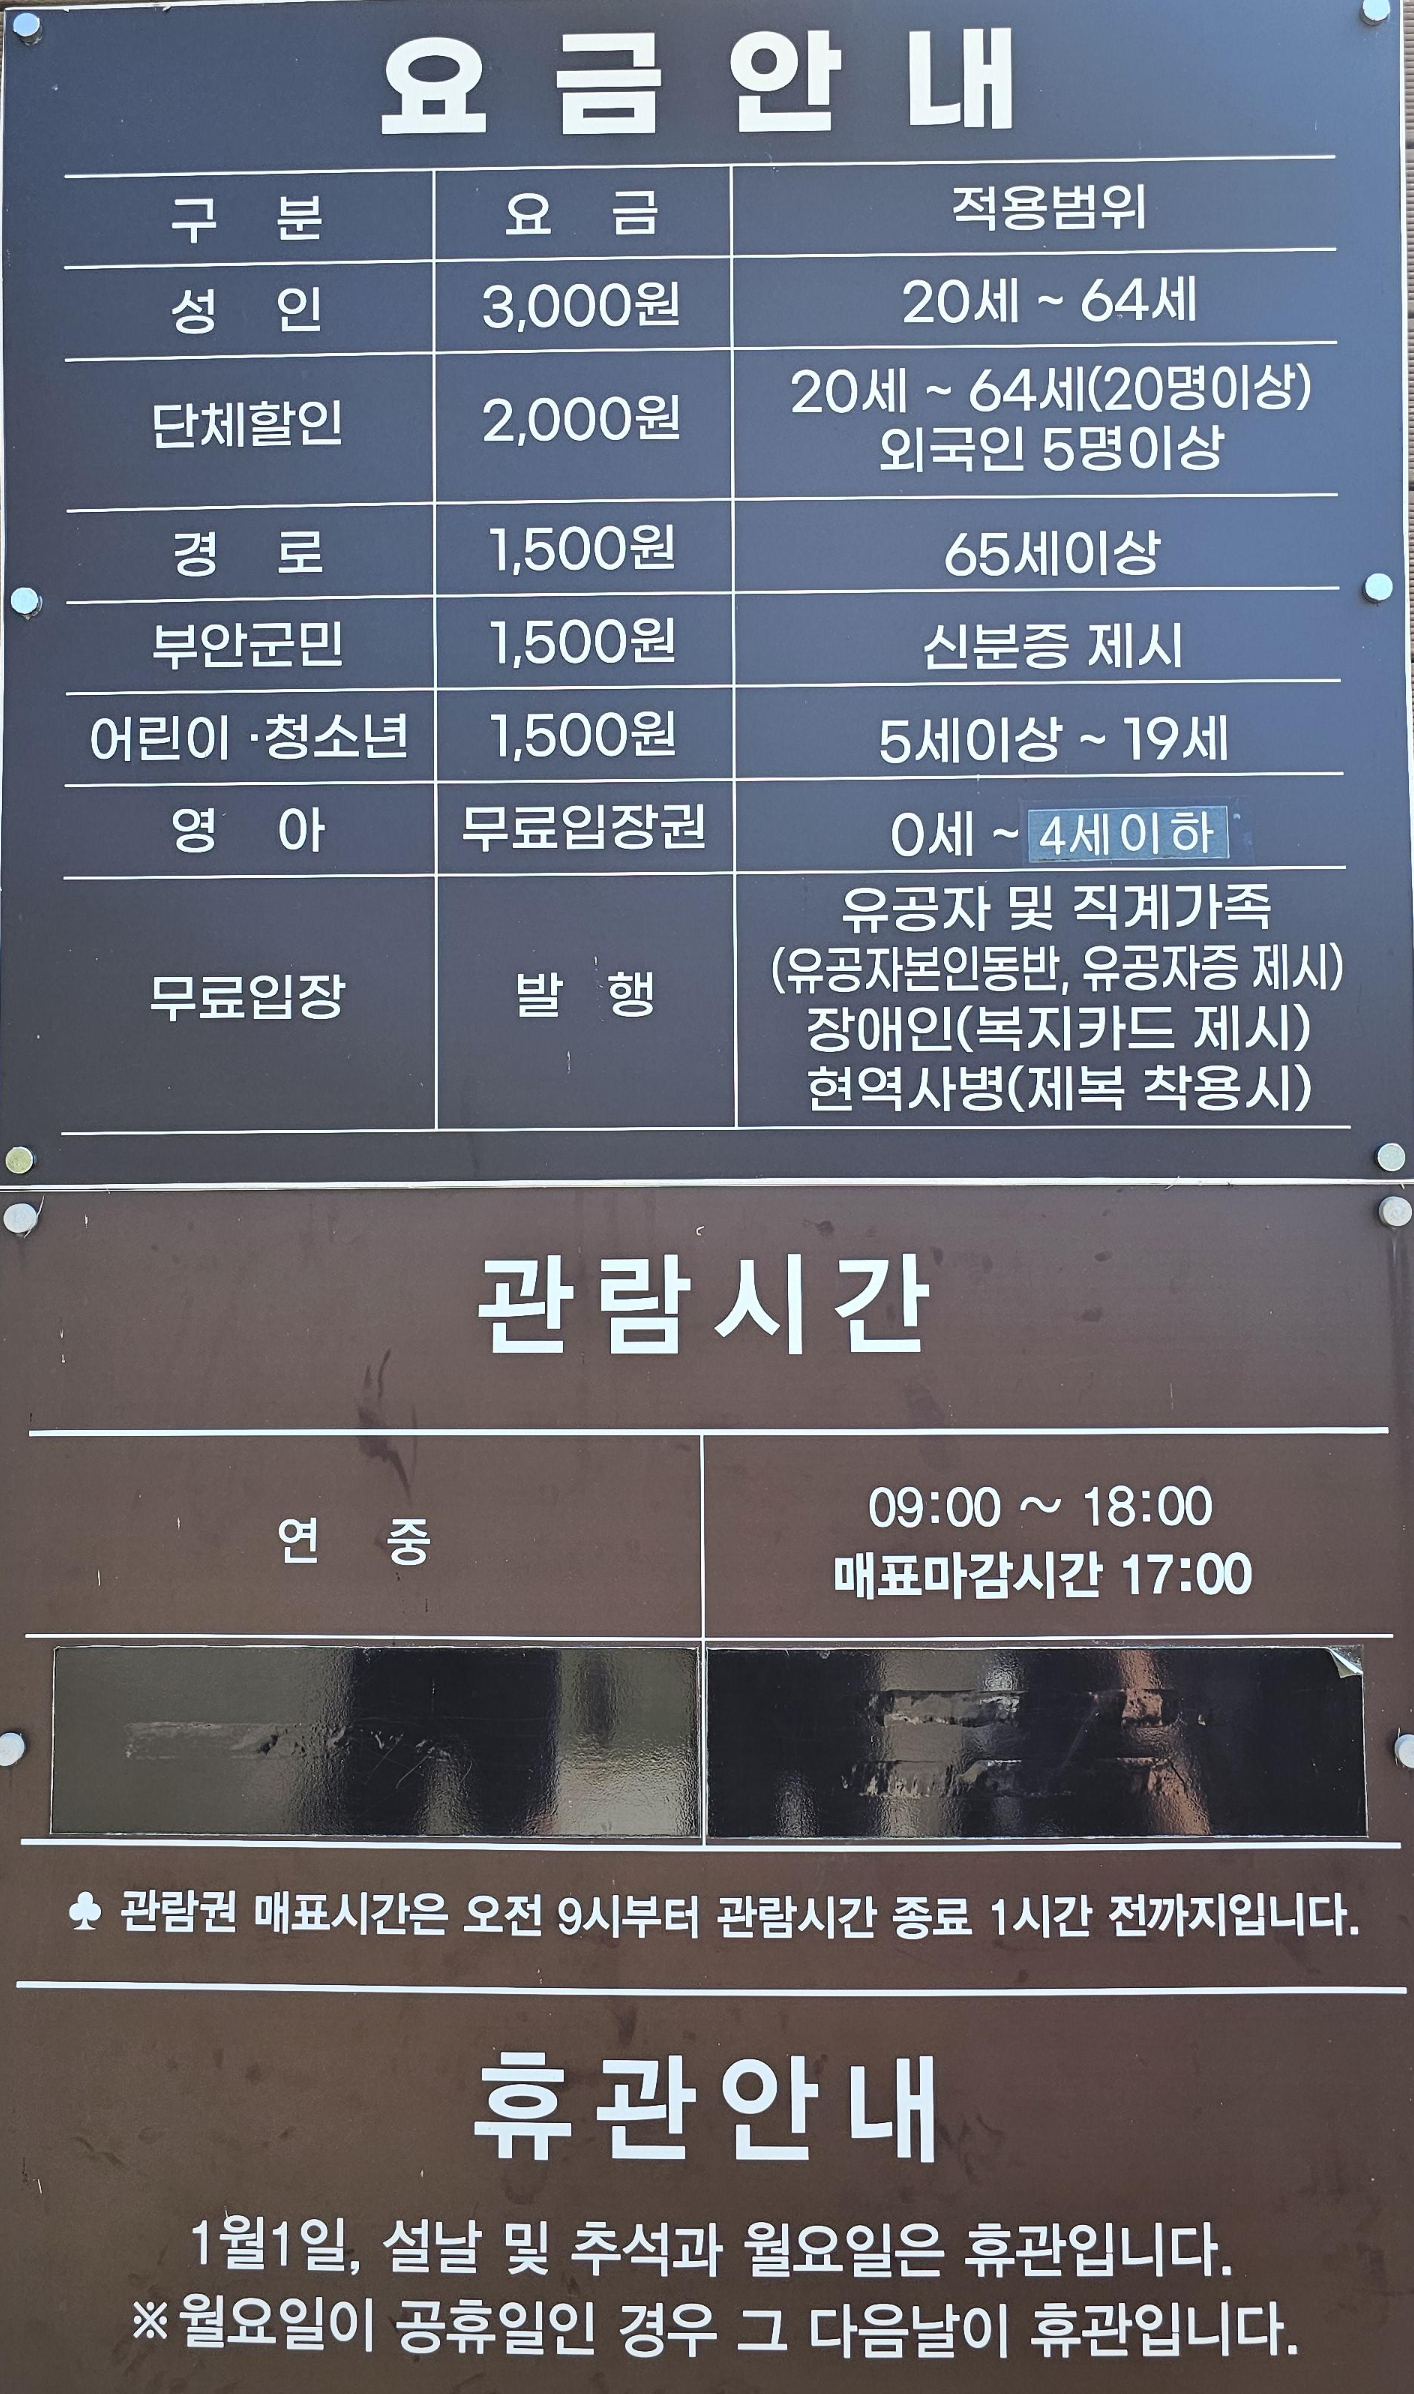 요금안내
구 분 요 금 적용범위
성 인 3,000원 20세 ~ 64세
단체할인 2,000원 20세 ~ 64세(20명이상)
외국인 5명이상
경 로 1,500원 65세이상
부안군민 1,500원 신분증 제시
어린이 ·청소년 1,500원 5세이상 ~ 19세
영 아 무료입장권 0세 ~ 4세이하
무료입장 발 행 유공자 및 직계가족
(유공자본인동반, 유공자증 제시)
장애인(복지카드 제시)
현역사병(제복 착용시)
관람시간
연 중 09:00 ~ 18:00
매표마감시간 17:00
♣ 관람권 매표시간은 오전 9시부터 관람시간 종료 1시간 전까지입니다.
휴관안내
1월1일, 설날 및 추석과 월요일은 휴관입니다.
※월요일이 공휴일인 경우 그 다음날이 휴관입니다.